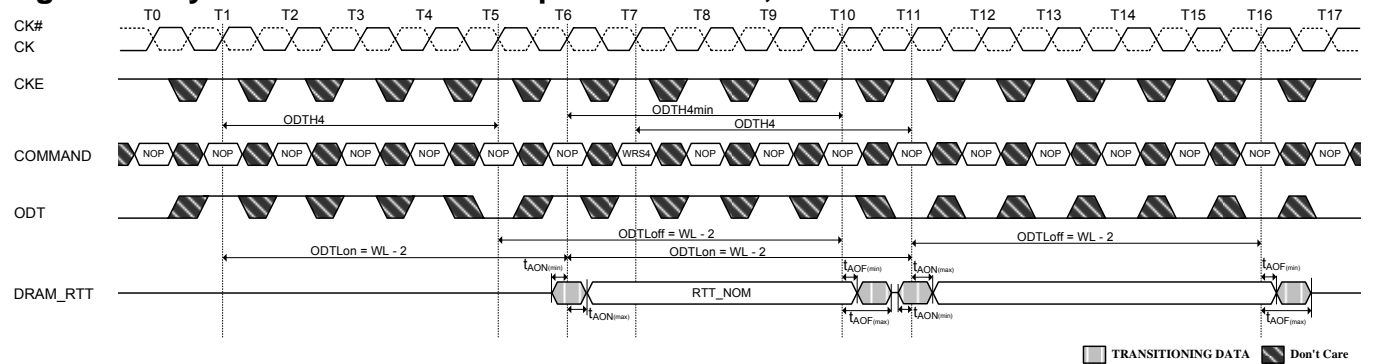 T0 T1 T2 T3 T4 T5 T6 T7 T8 T9 T10 T11 T12 T13 T14 T15 T16 T17
CK#
CK
CKE
ODTH4min
ODTH4
ODTH4
COMMAND NOP NOP NOP NOP NOP NOP NOP WRS4 NOP NOP NOP NOP NOP NOP NOP NOP NOP NOP
ODT
ODTLoff = WL - 2 ODTLoff = WL - 2
ODTLon = WL - 2 ODTLon = WL - 2
tAON(min) tAOF(min) tAON(max) tAOF(min)
DRAM_RTT RTT_NOM
tAON(max) tAOF(max) tAON(min) tAOF(max)
TRANSITIONING DATA Don't Care